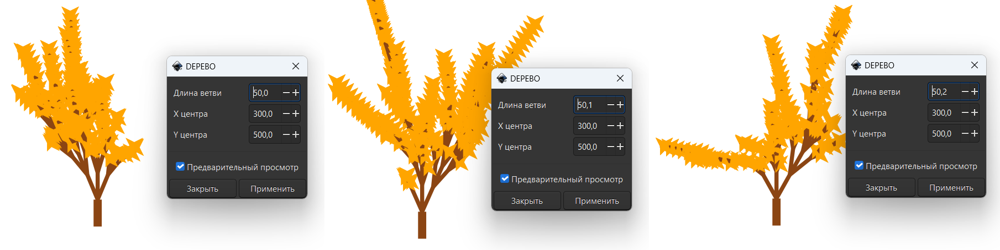 DEPEBO
Длина ветви 50,0
X центра 300,0
Y центра 500,0
Предварительный просмотр
Закрыть Применить
DEPEBO
Длина ветви 50,1
X центра 300,0
Y центра 500,0
Предварительный просмотр
Закрыть Применить
DEPEBO
Длина ветви 50,2
X центра 300,0
Y центра 500,0
Предварительный просмотр
Закрыть Применить